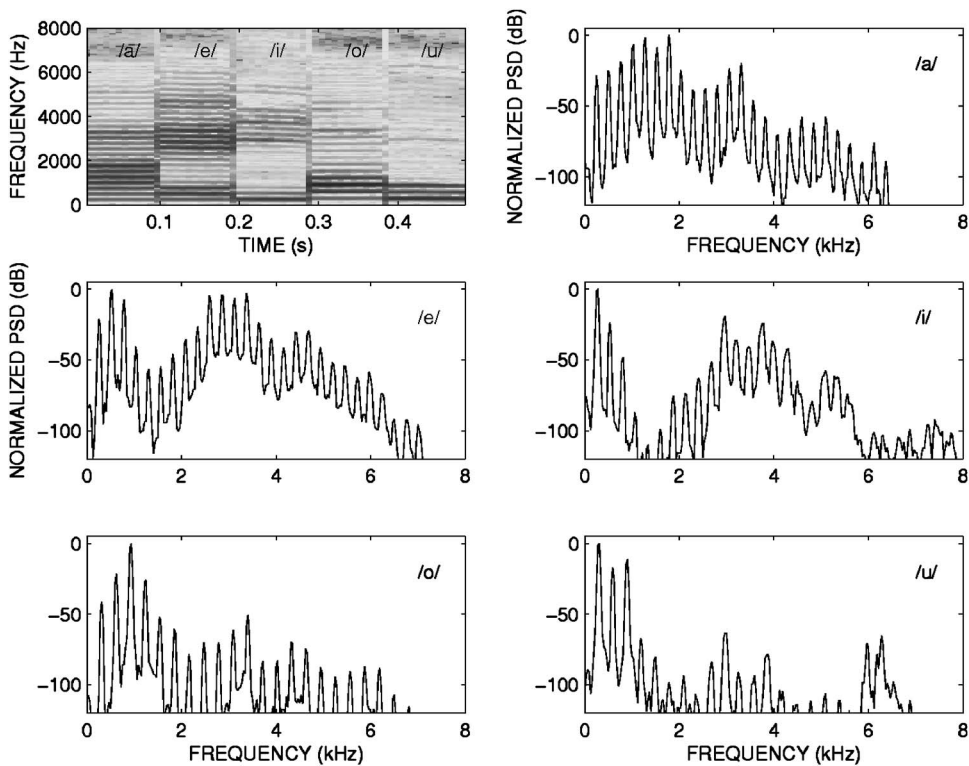 8000
6000
4000
2000
0
FREQUENCY (Hz)
/a/ /e/ /i/ /o/ /u/
0.1 0.2 0.3 0.4
TIME (s)
0
−50
−100
NORMALIZED PSD (dB)
/a/
0 2 4 6 8
FREQUENCY (kHz)
0
−50
−100
NORMALIZED PSD (dB)
/e/
0 2 4 6 8
0
−50
−100
/i/
0 2 4 6 8
0
−50
−100
/o/
0 2 4 6 8
FREQUENCY (kHz)
0
−50
−100
/u/
0 2 4 6 8
FREQUENCY (kHz)